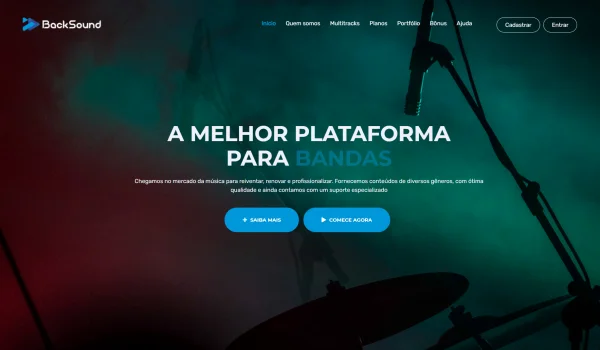 BackSound
Início Quem somos Multitracks Planos Portfólio Bônus Ajuda Cadastrar Entrar
A MELHOR PLATAFORMA
PARA BANDAS
Chegamos no mercado da música para reiventar, renovar e profissionalizar. Fornecemos conteúdos de diversos gêneros, com ótima
qualidade e ainda contamos com um suporte especializado
SAIBA MAIS COMECE AGORA